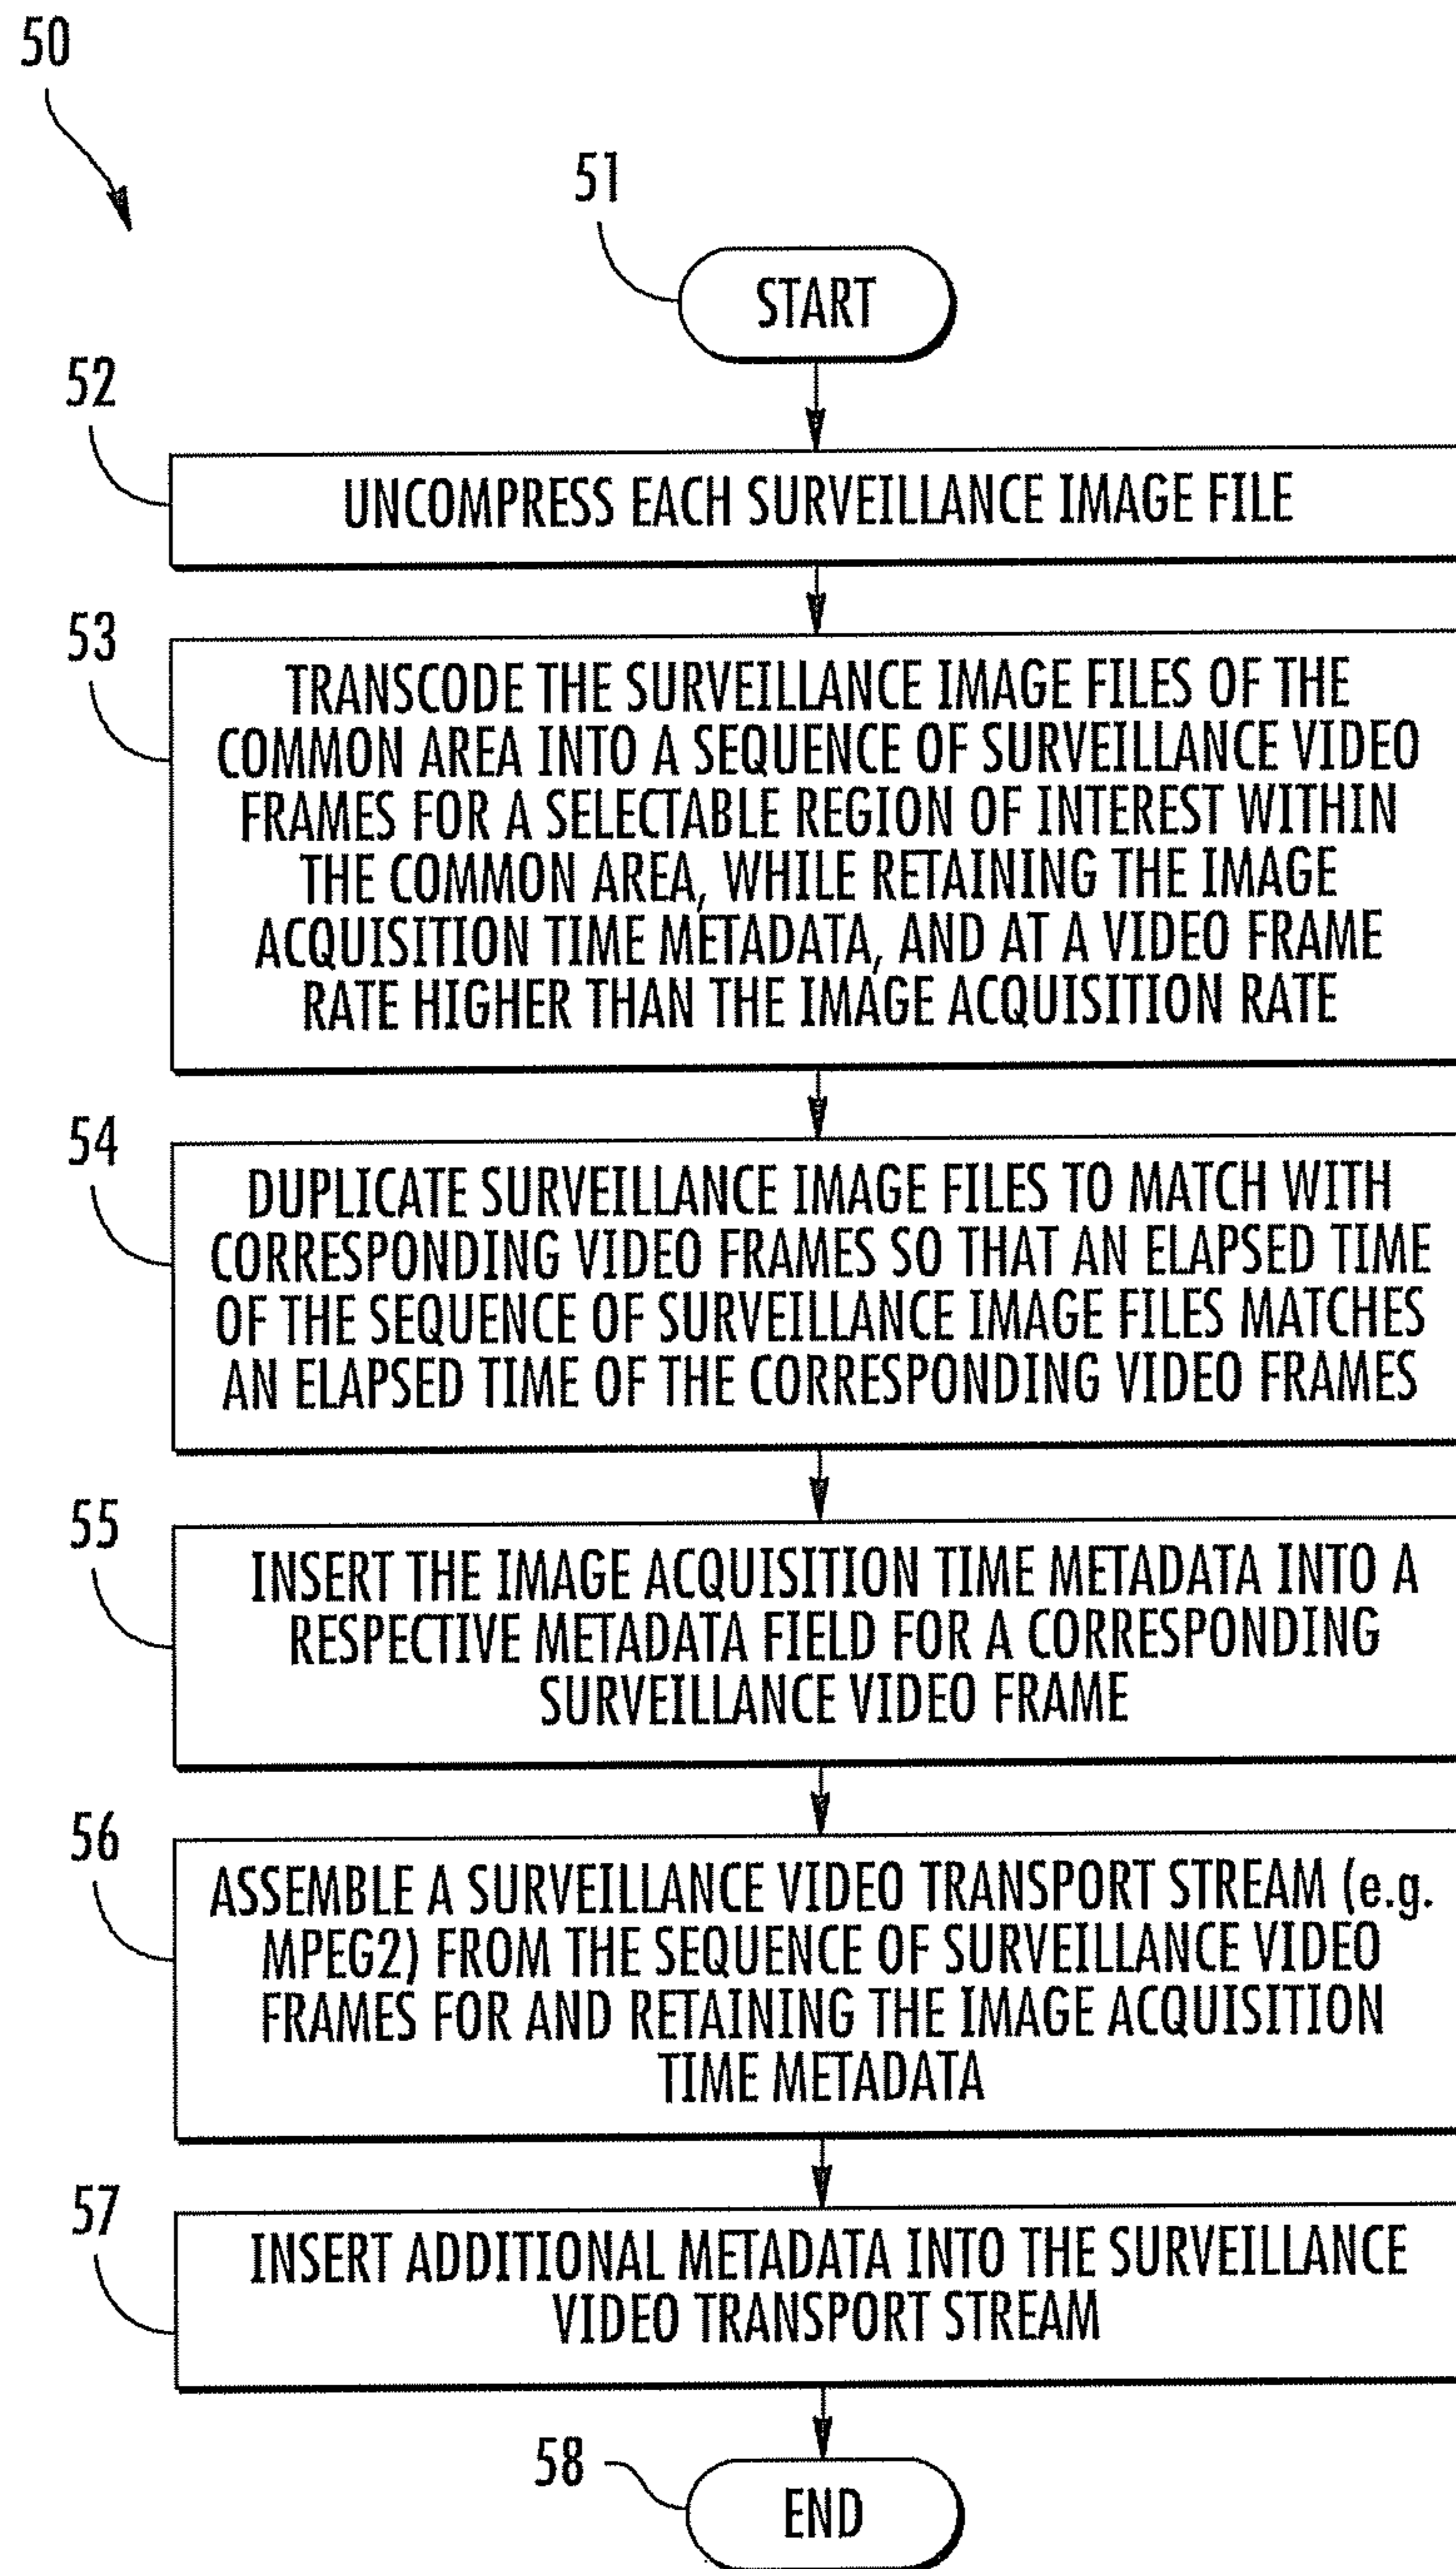 50
51
START
52
UNCOMPRESS EACH SURVEILLANCE IMAGE FILE
53
TRANSCODE THE SURVEILLANCE IMAGE FILES OF THE
COMMON AREA INTO A SEQUENCE OF SURVEILLANCE VIDEO
FRAMES FOR A SELECTABLE REGION OF INTEREST WITHIN
THE COMMON AREA, WHILE RETAINING THE IMAGE
ACQUISITION TIME METADATA, AND AT A VIDEO FRAME
RATE HIGHER THAN THE IMAGE ACQUISITION RATE
54
DUPLICATE SURVEILLANCE IMAGE FILES TO MATCH WITH
CORRESPONDING VIDEO FRAMES SO THAT AN ELAPSED TIME
OF THE SEQUENCE OF SURVEILLANCE IMAGE FILES MATCHES
AN ELAPSED TIME OF THE CORRESPONDING VIDEO FRAMES
55
INSERT THE IMAGE ACQUISITION TIME METADATA INTO A
RESPECTIVE METADATA FIELD FOR A CORRESPONDING
SURVEILLANCE VIDEO FRAME
56
ASSEMBLE A SURVEILLANCE VIDEO TRANSPORT STREAM (e.g.
MPEG2) FROM THE SEQUENCE OF SURVEILLANCE VIDEO
FRAMES FOR AND RETAINING THE IMAGE ACQUISITION
TIME METADATA
57
INSERT ADDITIONAL METADATA INTO THE SURVEILLANCE
VIDEO TRANSPORT STREAM
58
END